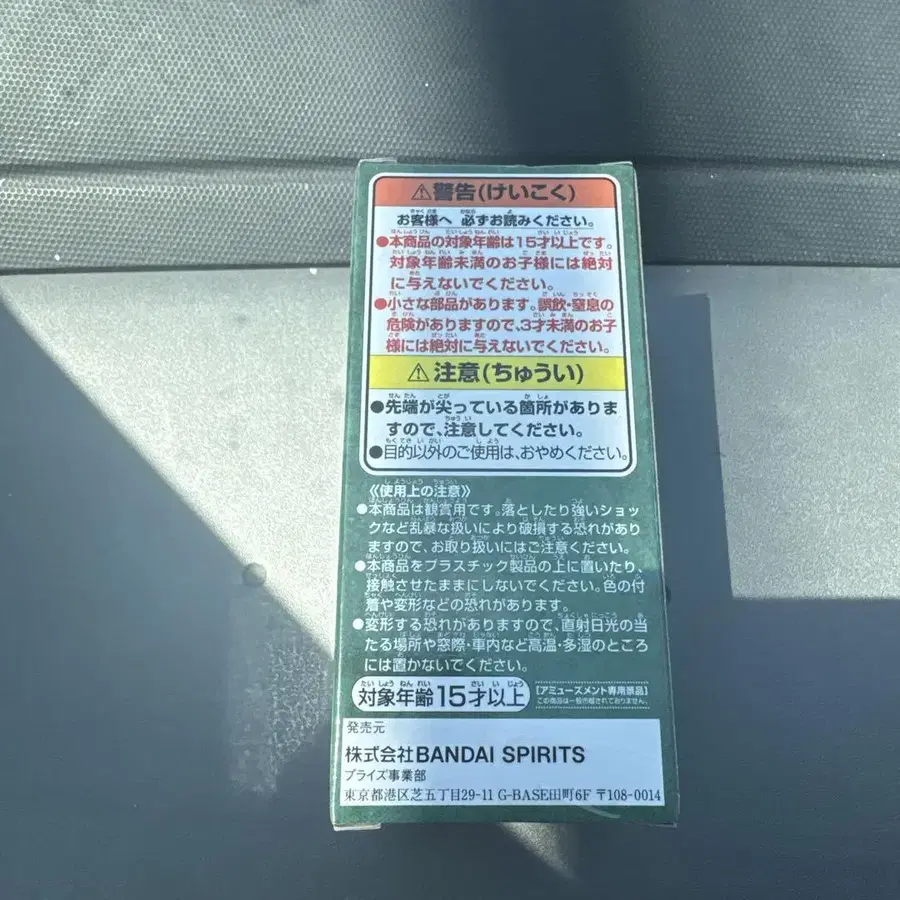 ⚠警告(けいこく)
お客様へ 必ずお読みください。
●本商品の対象年齢は15才以上です。
対象年齢未満のお子様には絶対
に与えないでください。
●小さな部品があります。誤飲・窒息の
危険がありますので、3才未満のお子
様には絶対に与えないでください。
⚠注意(ちゅうい)
●先端が尖っている箇所がありま
すので、注意してください。
●目的以外のご使用は、おやめください。
《使用上の注意》
●本商品は観賞用です。落としたり強いショッ
クなど乱暴な扱いにより破損する恐れがあり
ますので、お取り扱いにはご注意ください。
●本商品をプラスチック製品の上に置いたり、
接触させたままにしないでください。色の付
着や変形などの恐れがあります。
●変形する恐れがありますので、直射日光の当
たる場所や窓際・車内など高温・多湿のところ
には置かないでください。
対象年齢15才以上
[アミューズメント専用景品]
この商品は一般市場されておりません。
発売元
株式会社BANDAI SPIRITS
プライズ事業部
東京都港区芝五丁目29-11 G-BASE田町6F 〒108-0014